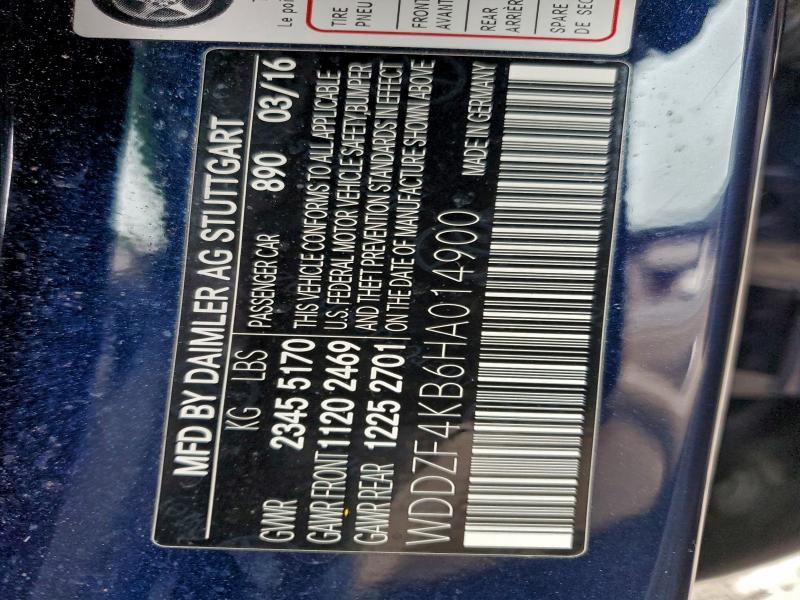 Le
TIRE
PNEU
FRONT
AVANT
REAR
ARRIÈRE
SPARE
DE SEC
MFD BY DAIMLER AG STUTTGART
KG LBS PASSENGER CAR 890 03/16
GVWR 2345 5170 THIS VEHICLE CONFORMS TO ALL APPLICABLE
GAWR FRONT 1120 2469 U.S. FEDERAL MOTOR VEHICLE SAFETY, BUMPER
GAWR REAR 1225 2701 AND THEFT PREVENTION STANDARDS IN EFFECT
ON THE DATE OF MANUFACTURE SHOWN ABOVE
WDDZF4KB6HA014900 MADE IN GERMANY